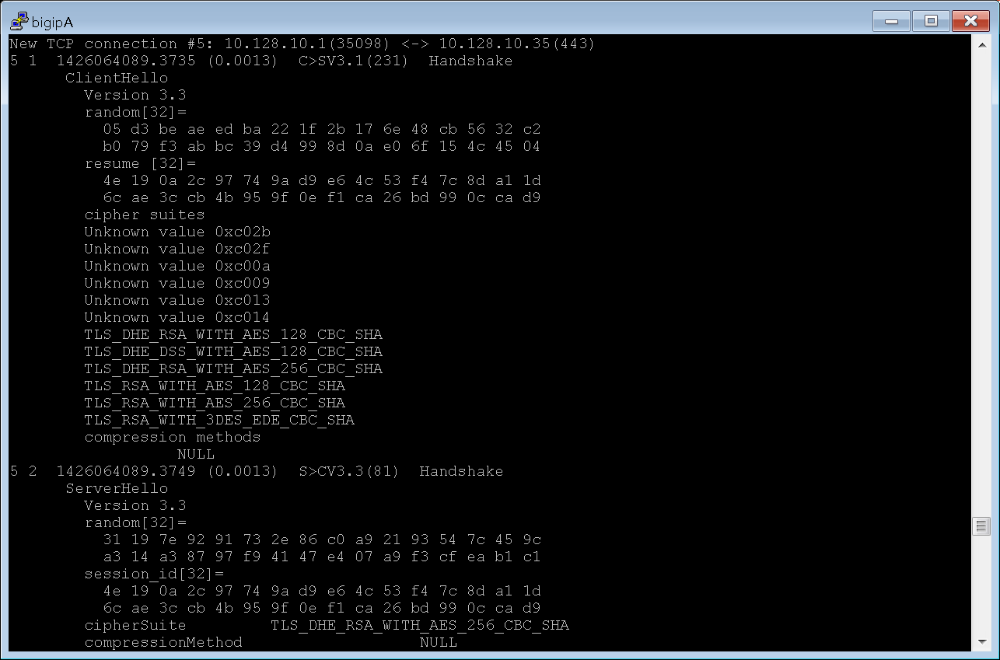 bigipA
New TCP connection #5: 10.128.10.1(35098) <-> 10.128.10.35(443)
5 1  1426064089.3735 (0.0013)  C>SV3.1(231)  Handshake
      ClientHello
        Version 3.3
        random[32]=
          05 d3 be ae ed ba 22 1f 2b 17 6e 48 cb 56 32 c2
          b0 79 f3 ab bc 39 d4 99 8d 0a e0 6f 15 4c 45 04
        resume [32]=
          4e 19 0a 2c 97 74 9a d9 e6 4c 53 f4 7c 8d a1 1d
          6c ae 3c cb 4b 95 9f 0e f1 ca 26 bd 99 0c ca d9
        cipher suites
        Unknown value 0xc02b
        Unknown value 0xc02f
        Unknown value 0xc00a
        Unknown value 0xc009
        Unknown value 0xc013
        Unknown value 0xc014
        TLS_DHE_RSA_WITH_AES_128_CBC_SHA
        TLS_DHE_DSS_WITH_AES_128_CBC_SHA
        TLS_DHE_RSA_WITH_AES_256_CBC_SHA
        TLS_RSA_WITH_AES_128_CBC_SHA
        TLS_RSA_WITH_AES_256_CBC_SHA
        TLS_RSA_WITH_3DES_EDE_CBC_SHA
        compression methods
                  NULL
5 2  1426064089.3749 (0.0013)  S>CV3.3(81)  Handshake
      ServerHello
        Version 3.3
        random[32]=
          31 19 7e 92 91 73 2e 86 c0 a9 21 93 54 7c 45 9c
          a3 14 a3 87 97 f9 41 47 e4 07 a9 f3 cf ea b1 c1
        session_id[32]=
          4e 19 0a 2c 97 74 9a d9 e6 4c 53 f4 7c 8d a1 1d
          6c ae 3c cb 4b 95 9f 0e f1 ca 26 bd 99 0c ca d9
        cipherSuite         TLS_DHE_RSA_WITH_AES_256_CBC_SHA
        compressionMethod                   NULL